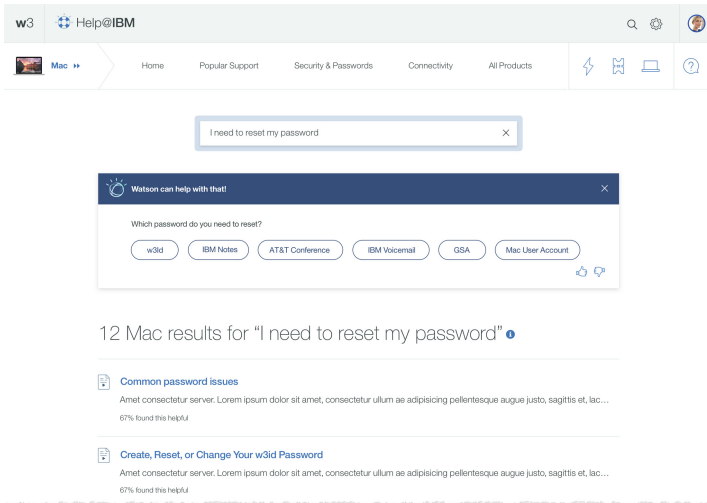 w3
Help@IBM
Mac
Home
Popular Support
Security & Passwords
Connectivity
All Products
I need to reset my password
Watson can help with that!
Which password do you need to reset?
w3Id
IBM Notes
AT&T Conference
IBM Voicemail
GSA
Mac User Account
12 Mac results for “I need to reset my password”
Common password issues
Amet consectetur server. Lorem ipsum dolor sit amet, consectetur ullum ae adipisicing pellentesque augue justo, sagittis et, lac…
67% found this helpful
Create, Reset, or Change Your w3id Password
Amet consectetur server. Lorem ipsum dolor sit amet, consectetur ullum ae adipisicing pellentesque augue justo, sagittis et, lac…
67% found this helpful